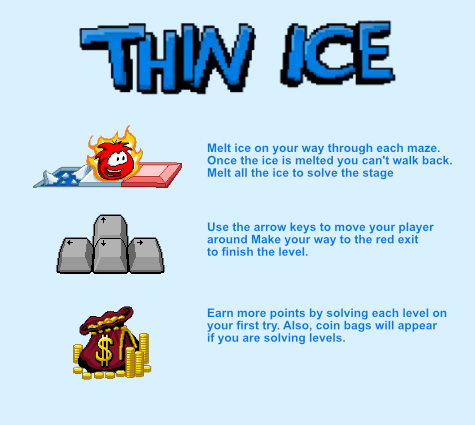 THIN ICE
Melt ice on your way through each maze.
Once the ice is melted you can't walk back.
Melt all the ice to solve the stage
Use the arrow keys to move your player
around Make your way to the red exit
to finish the level.
$
Earn more points by solving each level on
your first try. Also, coin bags will appear
if you are solving levels.